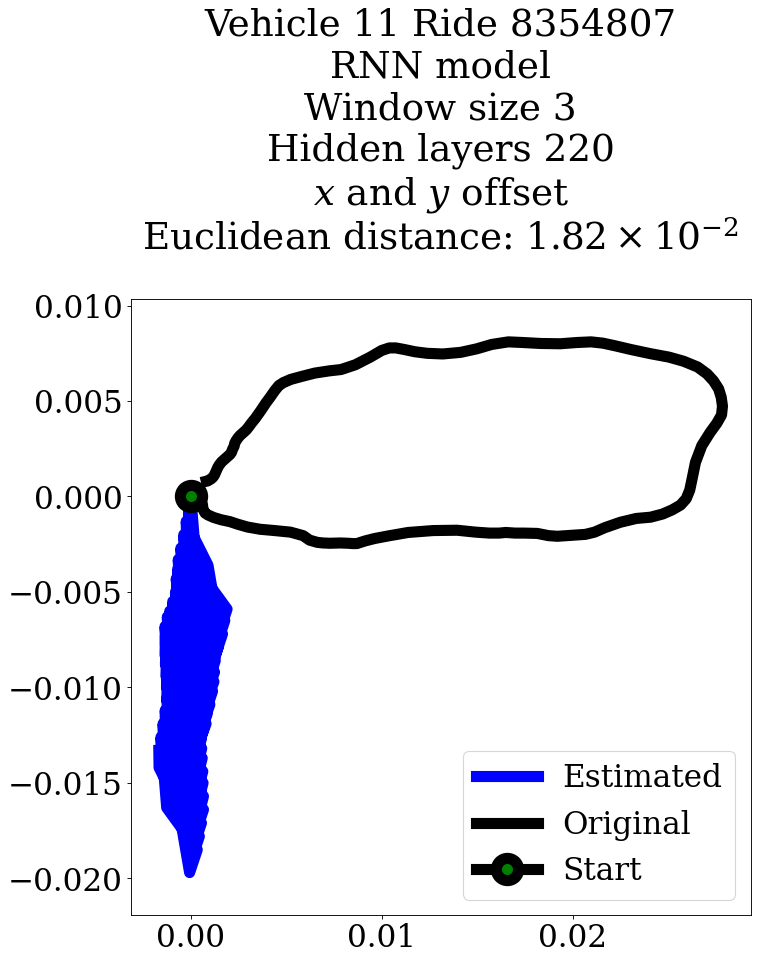 Vehicle 11 Ride 8354807
RNN model
Window size 3
Hidden layers 220
x and y offset
Euclidean distance: 1.82 × 10⁻²
0.010
0.005
0.000
−0.005
−0.010
−0.015
−0.020
Estimated
Original
Start
0.00 0.01 0.02